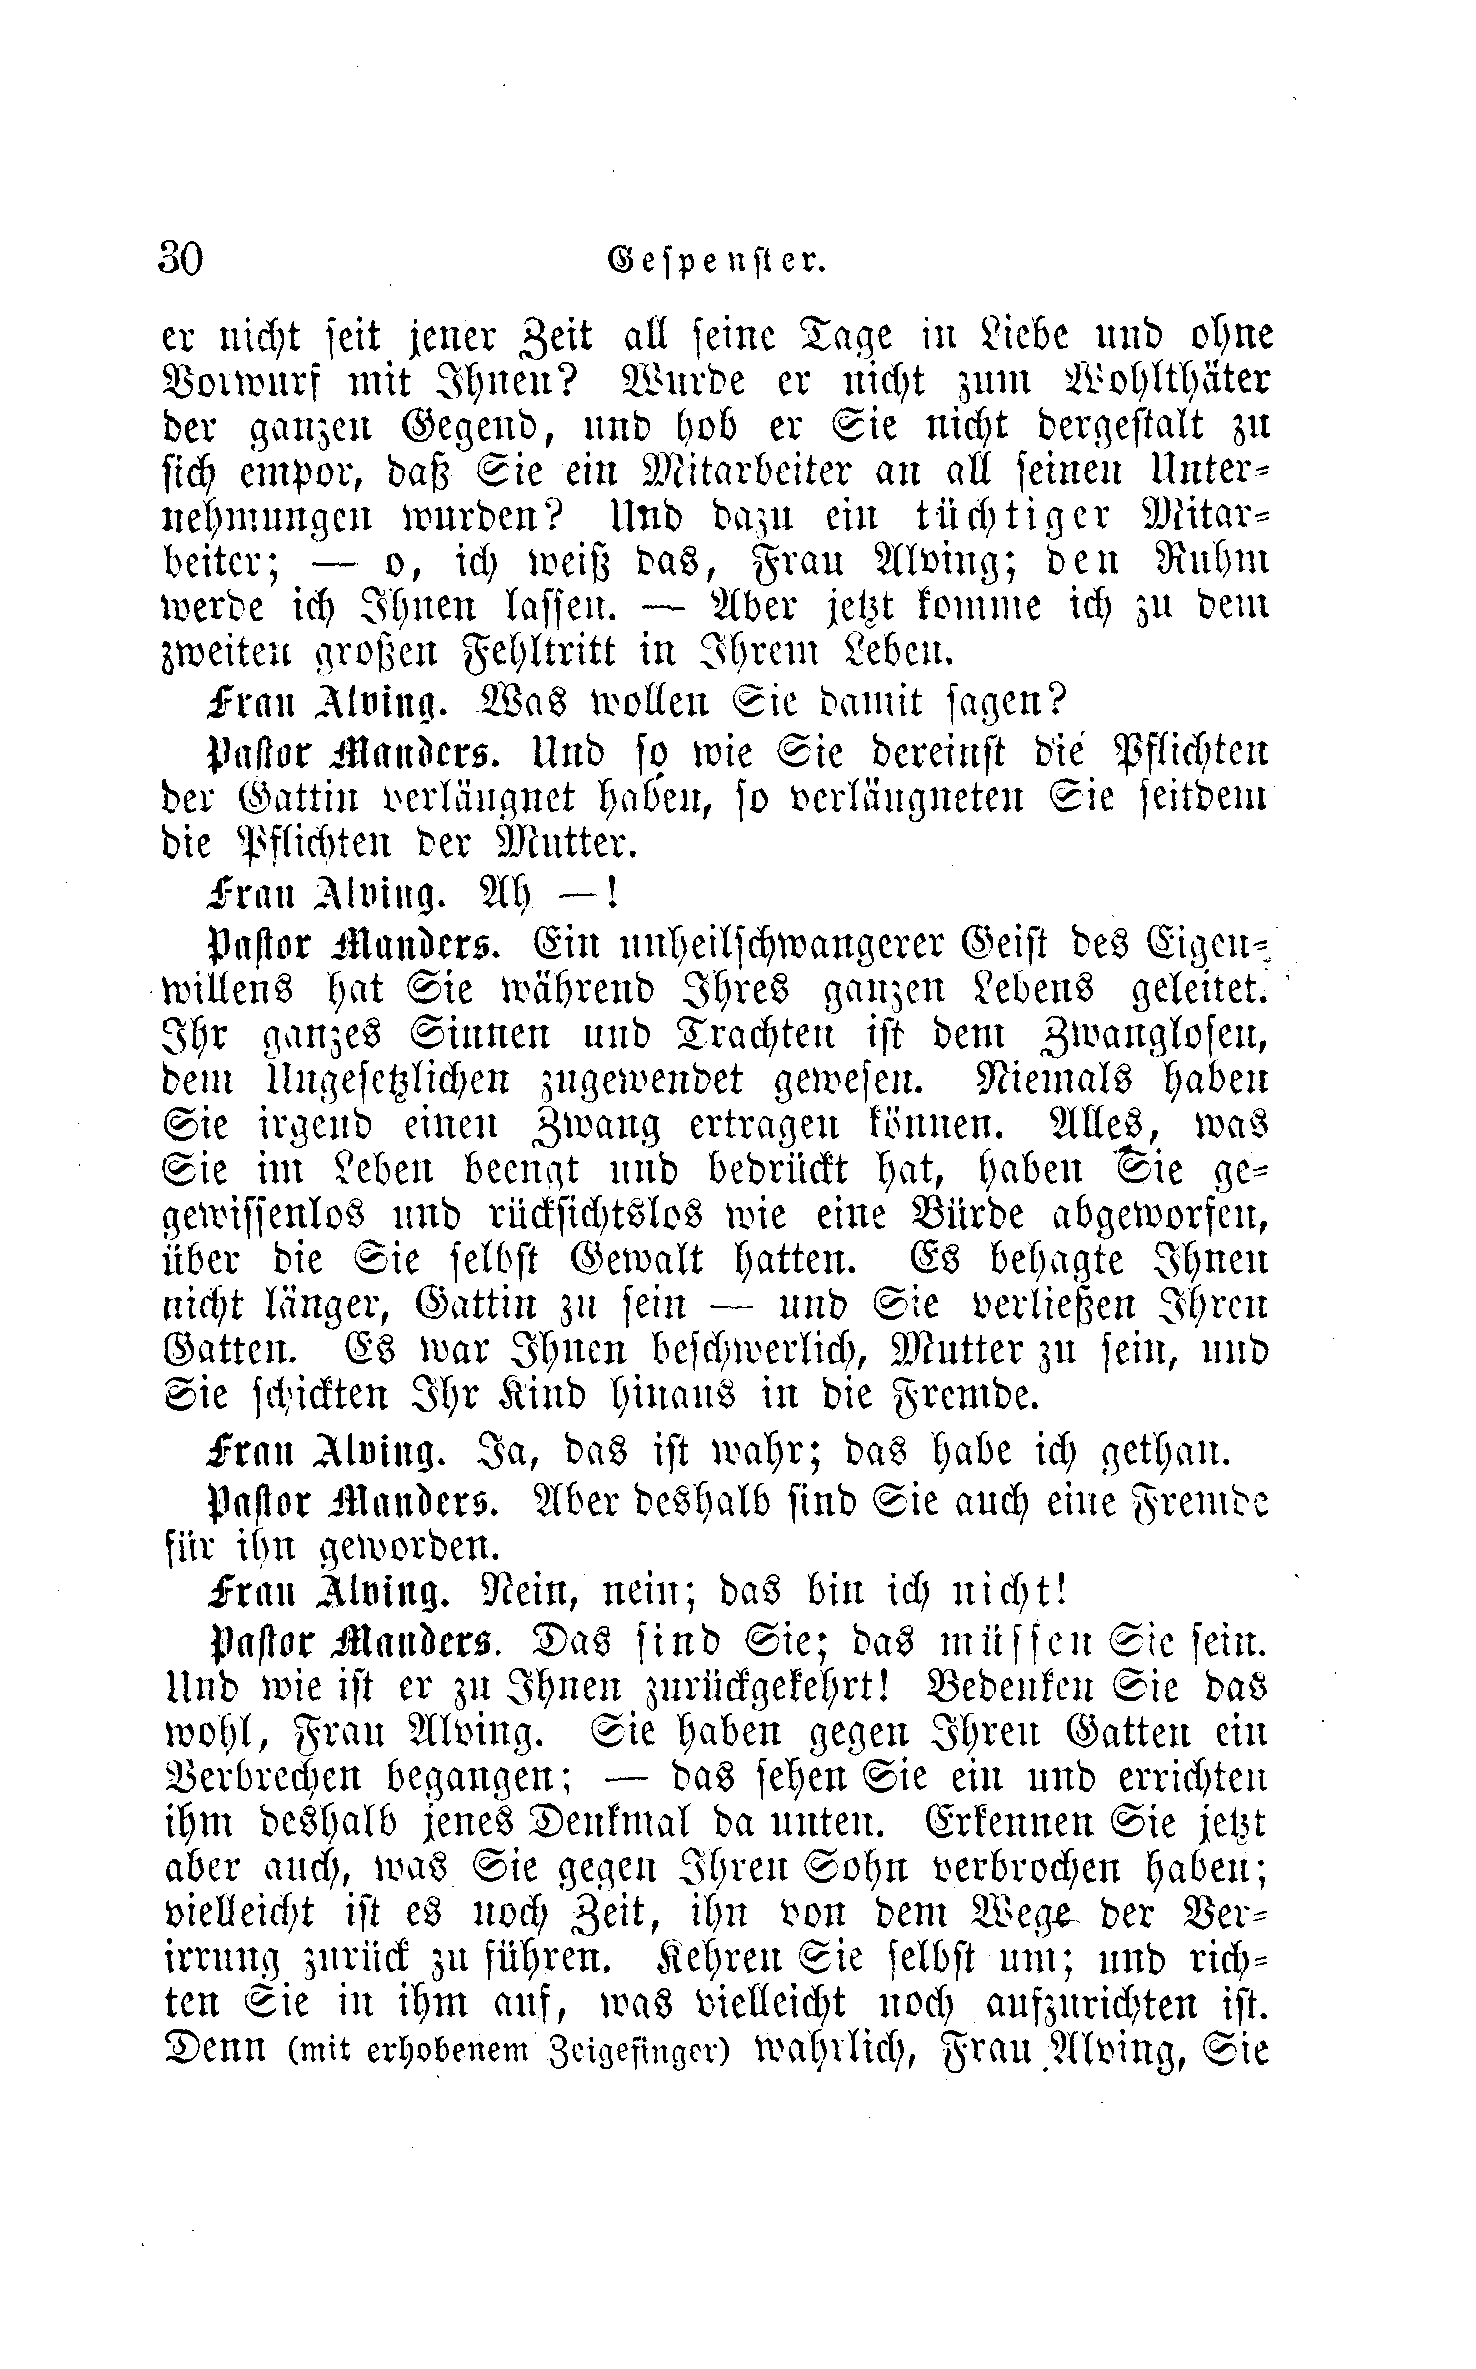 30 Gespenster.
er nicht seit jener Zeit all seine Tage in Liebe und ohne
Vorwurf mit Ihnen? Wurde er nicht zum Wohlthäter
der ganzen Gegend, und hob er Sie nicht dergestalt zu
sich empor, daß Sie ein Mitarbeiter an all seinen Unter-
nehmungen wurden? Und dazu ein tüchtiger Mitar-
beiter; — o, ich weiß das, Frau Alving; den Ruhm
werde ich Ihnen lassen. — Aber jetzt komme ich zu dem
zweiten großen Fehltritt in Ihrem Leben.
Frau Alving. Was wollen Sie damit sagen?
Pastor Manders. Und so wie Sie dereinst die Pflichten
der Gattin verläugnet haben, so verläugneten Sie seitdem
die Pflichten der Mutter.
Frau Alving. Ah —!
Pastor Manders. Ein unheilschwangerer Geist des Eigen-
willens hat Sie während Ihres ganzen Lebens geleitet.
Ihr ganzes Sinnen und Trachten ist dem Zwanglosen,
dem Ungesetzlichen zugewendet gewesen. Niemals haben
Sie irgend einen Zwang ertragen können. Alles, was
Sie im Leben beengt und bedrückt hat, haben Sie ge-
gewissenlos und rücksichtslos wie eine Bürde abgeworfen,
über die Sie selbst Gewalt hatten. Es behagte Ihnen
nicht länger, Gattin zu sein — und Sie verließen Ihren
Gatten. Es war Ihnen beschwerlich, Mutter zu sein, und
Sie schickten Ihr Kind hinaus in die Fremde.
Frau Alving. Ja, das ist wahr; das habe ich gethan.
Pastor Manders. Aber deshalb sind Sie auch eine Fremde
für ihn geworden.
Frau Alving. Nein, nein; das bin ich nicht!
Pastor Manders. Das sind Sie; das müssen Sie sein.
Und wie ist er zu Ihnen zurückgekehrt! Bedenken Sie das
wohl, Frau Alving. Sie haben gegen Ihren Gatten ein
Verbrechen begangen; — das sehen Sie ein und errichten
ihm deshalb jenes Denkmal da unten. Erkennen Sie jetzt
aber auch, was Sie gegen Ihren Sohn verbrochen haben;
vielleicht ist es noch Zeit, ihn von dem Wege der Ver-
irrung zurück zu führen. Kehren Sie selbst um; und rich-
ten Sie in ihm auf, was vielleicht noch aufzurichten ist.
Denn (mit erhobenem Zeigefinger) wahrlich, Frau Alving, Sie